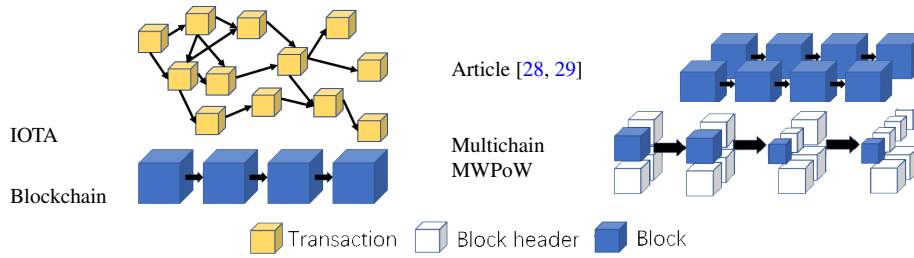 IOTA
Blockchain
Article [28, 29]
Multichain
MWPoW
Transaction
Block header
Block